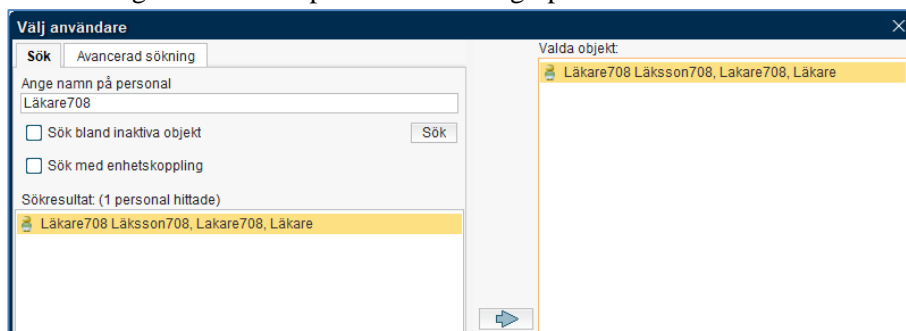 Välj användare
Sök
Avancerad sökning
Ange namn på personal
Läkare708
Sök bland inaktiva objekt
Sök
Sök med enhetskoppling
Sökresultat: (1 personal hittade)
Läkare708 Läksson708, Lakare708, Läkare
Valda objekt:
Läkare708 Läksson708, Lakare708, Läkare